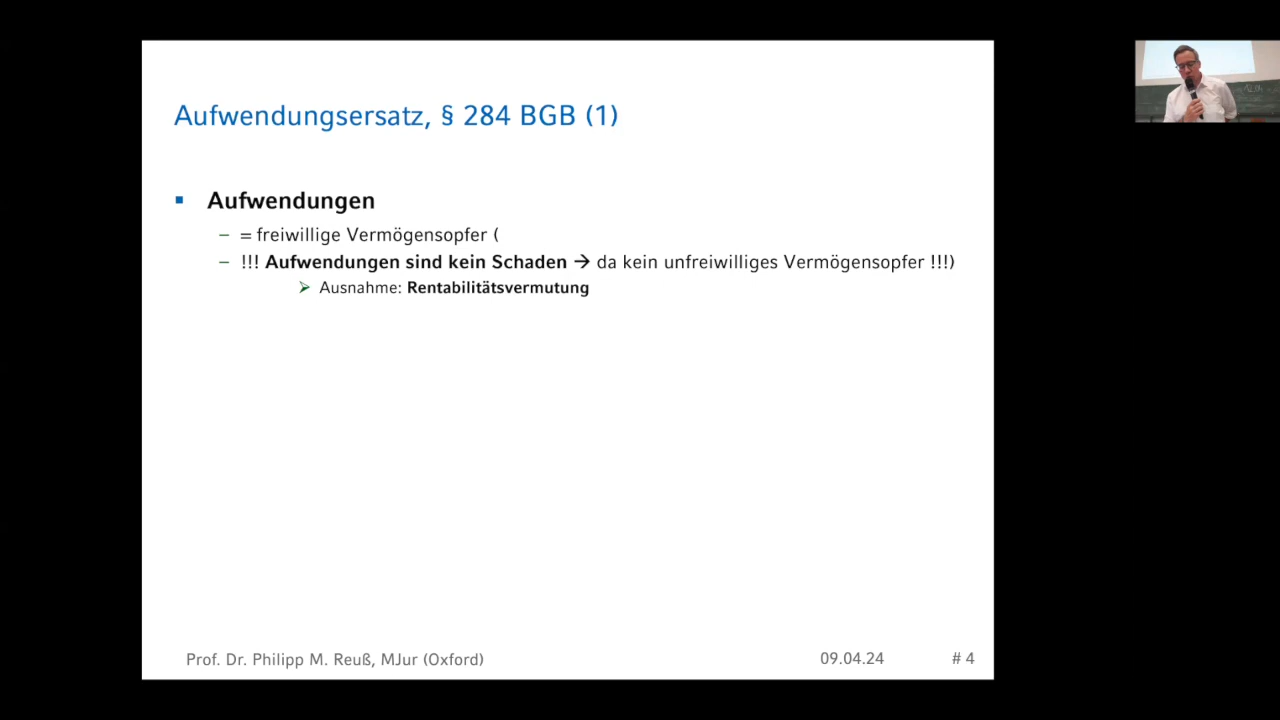 Aufwendungsersatz, § 284 BGB (1)
▪ Aufwendungen
– = freiwillige Vermögensopfer (
– !!! Aufwendungen sind kein Schaden → da kein unfreiwilliges Vermögensopfer !!!)
➢ Ausnahme: Rentabilitätsvermutung
Prof. Dr. Philipp M. Reuß, MJur (Oxford) 09.04.24 # 4